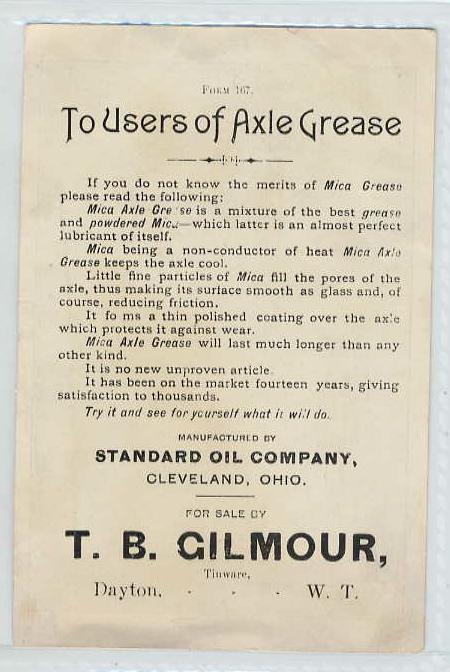 FORM 167.
To Users of Axle Grease
If you do not know the merits of Mica Grease
please read the following:
Mica Axle Gre se is a mixture of the best grease
and powdered Mica—which latter is an almost perfect
lubricant of itself.
Mica being a non-conductor of heat Mica Axle
Grease keeps the axle cool.
Little fine particles of Mica fill the pores of the
axle, thus making its surface smooth as glass and, of
course, reducing friction.
It fo ms a thin polished coating over the axle
which protects it against wear.
Mica Axle Grease will last much longer than any
other kind.
It is no new unproven article.
It has been on the market fourteen years, giving
satisfaction to thousands.
Try it and see for yourself what it will do.
MANUFACTURED BY
STANDARD OIL COMPANY,
CLEVELAND, OHIO.
FOR SALE BY
T. B. GILMOUR,
Tinware,
Dayton, - - - W. T.